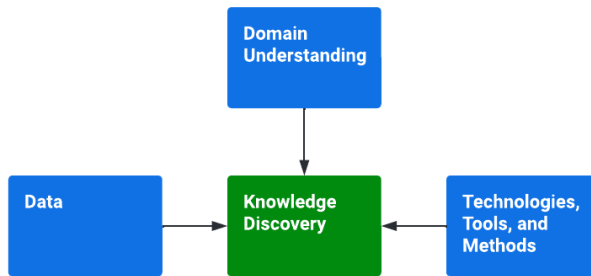 Domain
Understanding
Data
Knowledge
Discovery
Technologies,
Tools, and
Methods